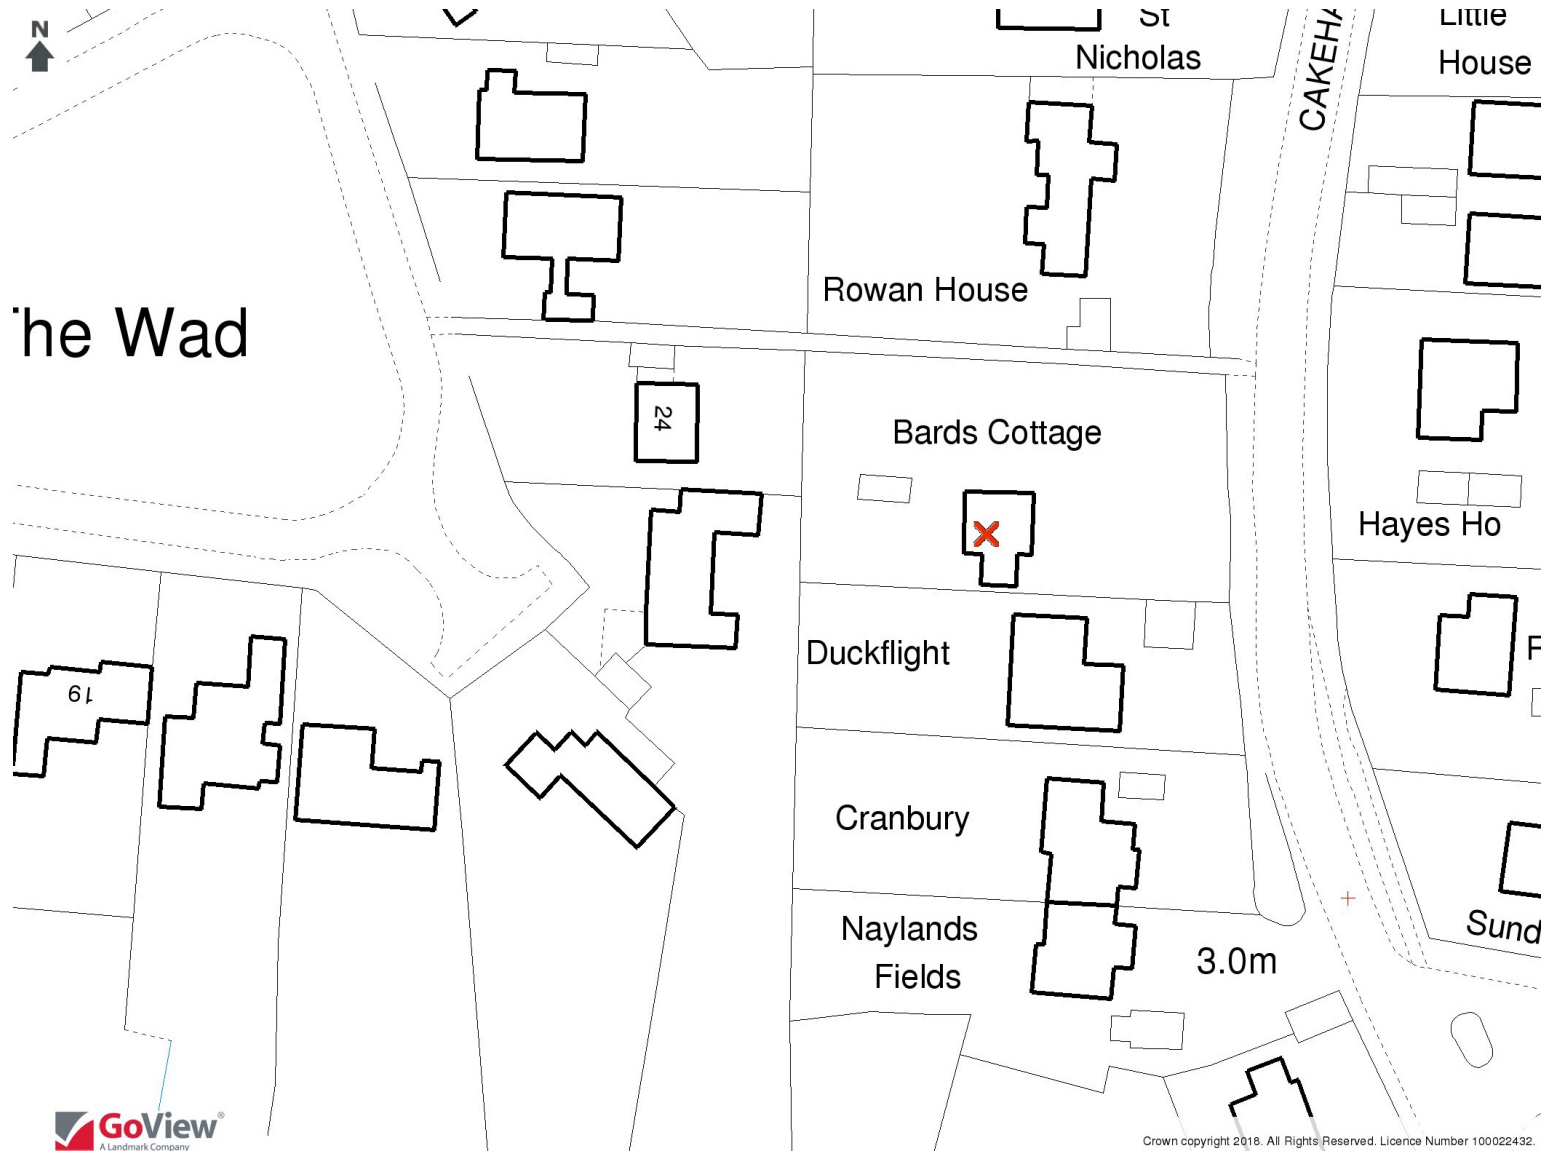 N
St
Nicholas
Little
House
CAKEHA
Rowan House
he Wad
24
Bards Cottage
Hayes Ho
Duckflight
19
Cranbury
Naylands
Fields
3.0m
Sund
GoView®
A Landmark Company
Crown copyright 2018. All Rights Reserved. Licence Number 100022432.